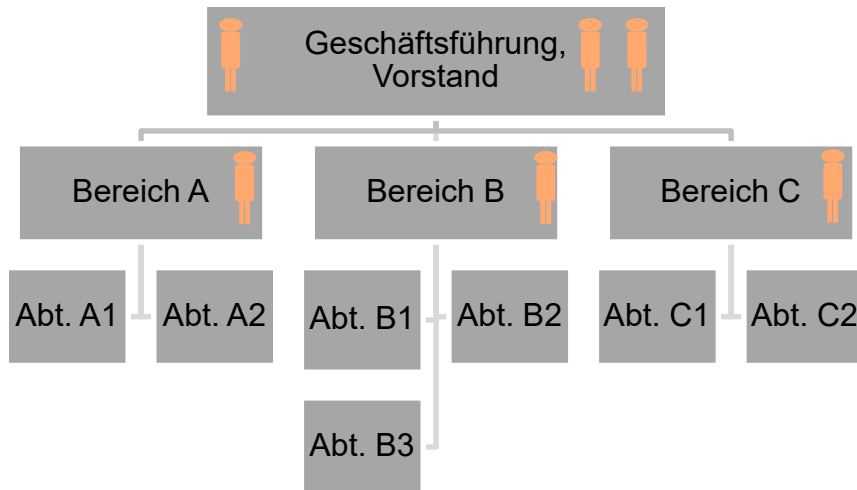 Geschäftsführung,
Vorstand
Bereich A
Bereich B
Bereich C
Abt. A1
Abt. A2
Abt. B1
Abt. B2
Abt. C1
Abt. C2
Abt. B3